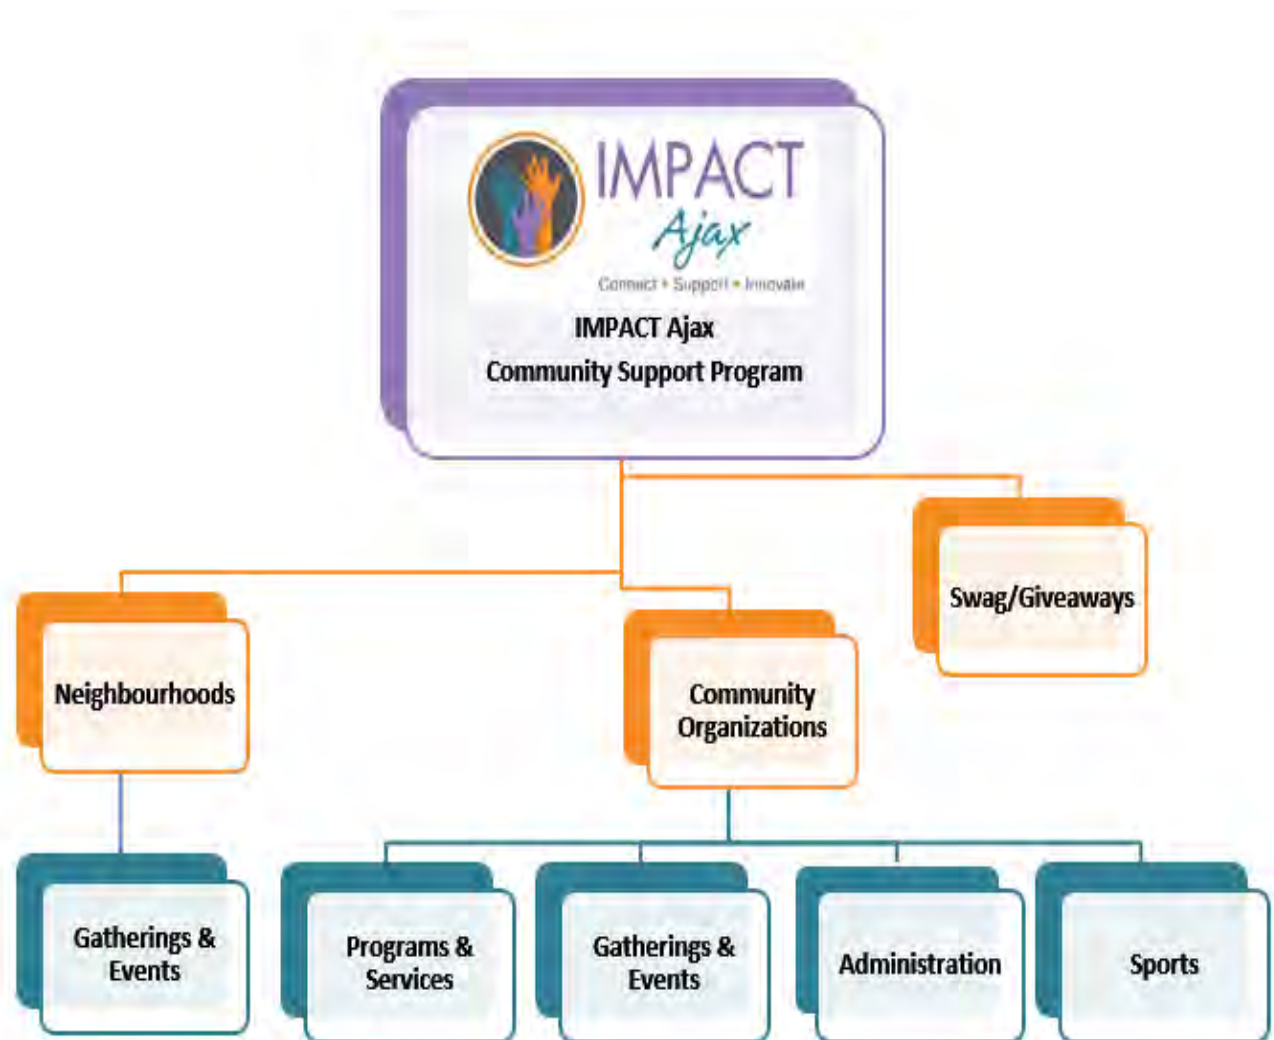 IMPACT
Ajax
Connect • Support • Innovate
IMPACT Ajax
Community Support Program
Swag/Giveaways
Neighbourhoods
Community
Organizations
Gatherings &
Events
Programs &
Services
Gatherings &
Events
Administration
Sports